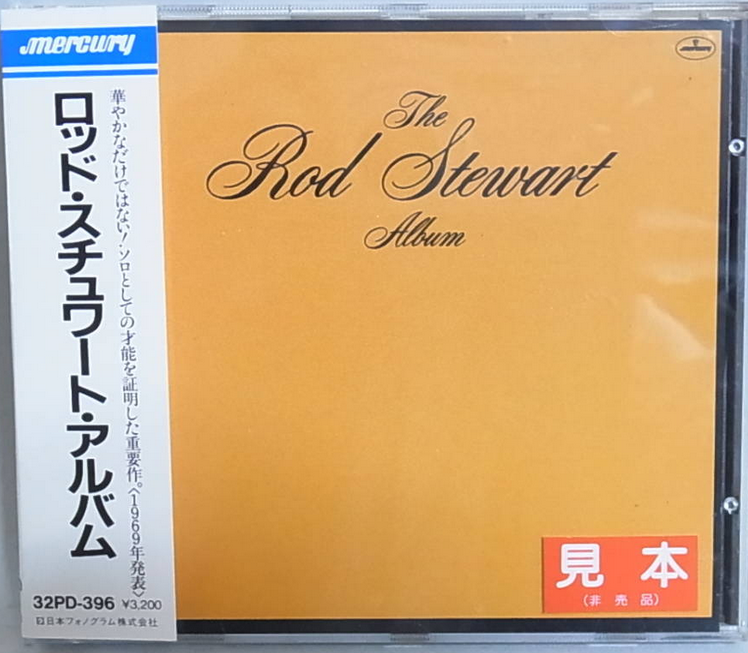 mercury
ロッド・スチュワート・アルバム
華やかなだけではない!ソロとしての才能を証明した重要作。〈1969年発表〉
32PD-396 ¥3,200
日本フォノグラム株式会社
The
Rod Stewart
Album
見本
(非売品)